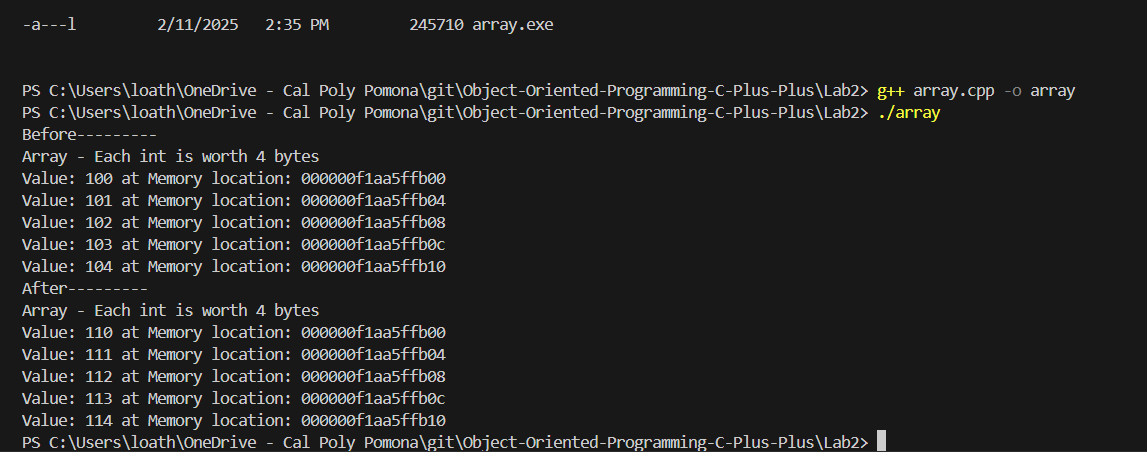 -a---l 2/11/2025 2:35 PM 245710 array.exe
PS C:\Users\loath\OneDrive - Cal Poly Pomona\git\Object-Oriented-Programming-C-Plus-Plus\Lab2> g++ array.cpp -o array
PS C:\Users\loath\OneDrive - Cal Poly Pomona\git\Object-Oriented-Programming-C-Plus-Plus\Lab2> ./array
Before---------
Array - Each int is worth 4 bytes
Value: 100 at Memory location: 000000f1aa5ffb00
Value: 101 at Memory location: 000000f1aa5ffb04
Value: 102 at Memory location: 000000f1aa5ffb08
Value: 103 at Memory location: 000000f1aa5ffb0c
Value: 104 at Memory location: 000000f1aa5ffb10
After---------
Array - Each int is worth 4 bytes
Value: 110 at Memory location: 000000f1aa5ffb00
Value: 111 at Memory location: 000000f1aa5ffb04
Value: 112 at Memory location: 000000f1aa5ffb08
Value: 113 at Memory location: 000000f1aa5ffb0c
Value: 114 at Memory location: 000000f1aa5ffb10
PS C:\Users\loath\OneDrive - Cal Poly Pomona\git\Object-Oriented-Programming-C-Plus-Plus\Lab2>